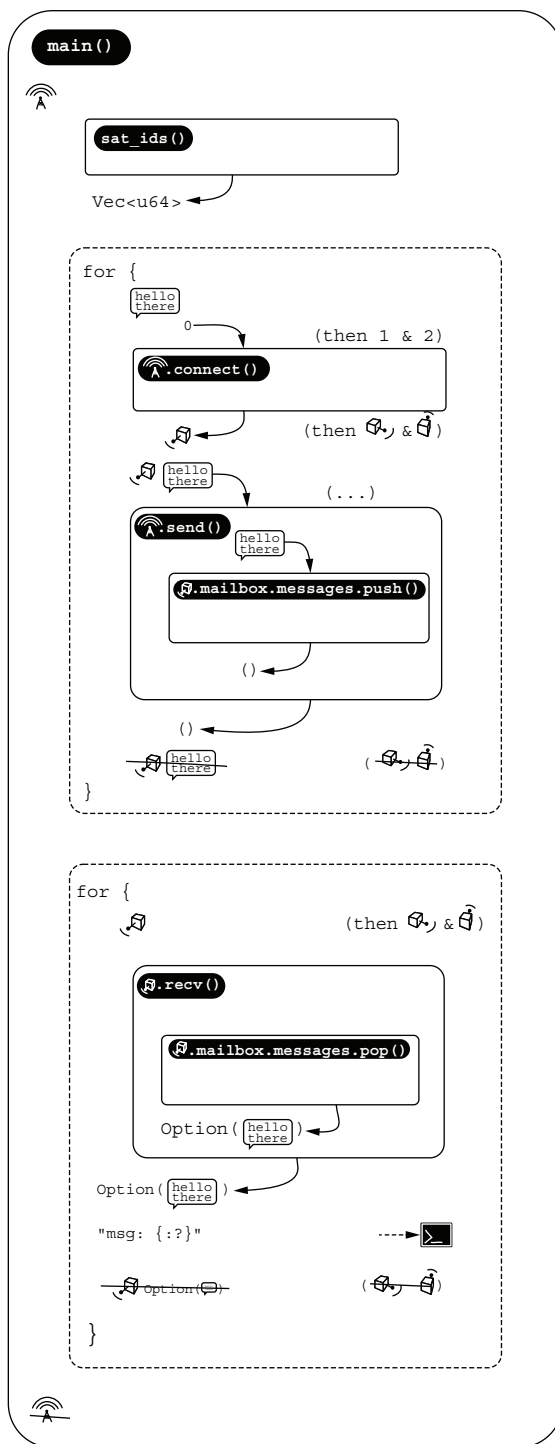 main()
sat_ids()
Vec<u64>
for {
hello
there
0
(then 1 & 2)
.connect()
(then & )
hello
there
(...)
.send()
hello
there
.mailbox.messages.push()
()
()
hello
there
( )
}
for {
(then & )
.recv()
.mailbox.messages.pop()
Option( hello
there )
Option( hello
there )
"msg: {:?}"
>_
Option( )
( )
}